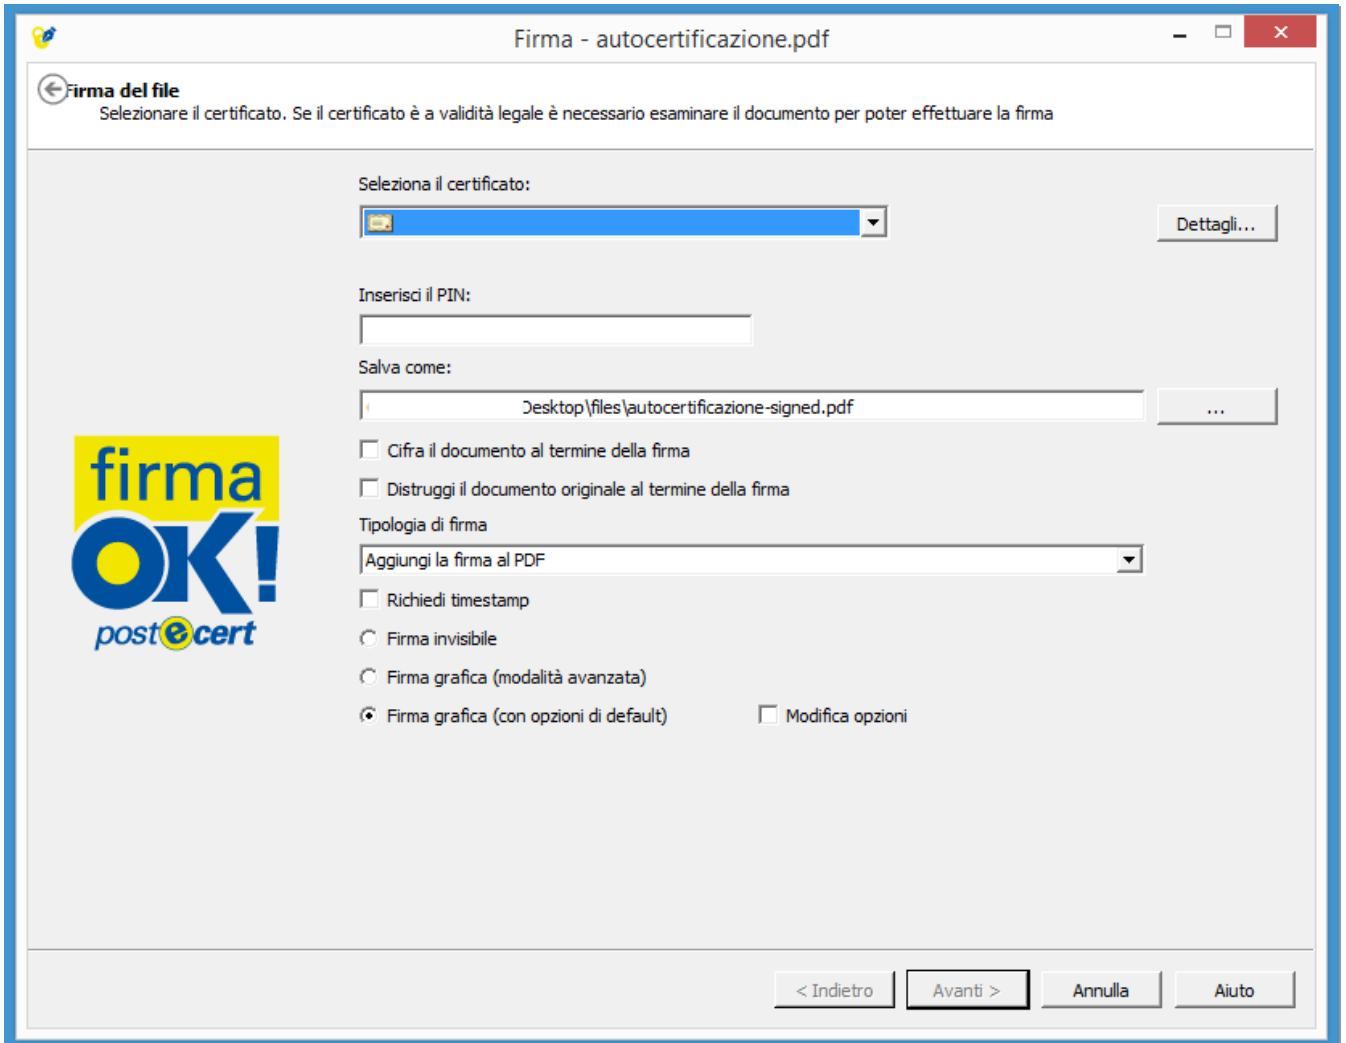 Firma - autocertificazione.pdf
Firma del file
Selezionare il certificato. Se il certificato è a validità legale è necessario esaminare il documento per poter effettuare la firma
Seleziona il certificato:
Dettagli...
Inserisci il PIN:
Salva come:
Desktop\files\autocertificazione-signed.pdf
...
Cifra il documento al termine della firma
Distruggi il documento originale al termine della firma
Tipologia di firma
Aggiungi la firma al PDF
Richiedi timestamp
Firma invisibile
Firma grafica (modalità avanzata)
Firma grafica (con opzioni di default)
Modifica opzioni
firma
OK!
postecert
< Indietro
Avanti >
Annulla
Aiuto